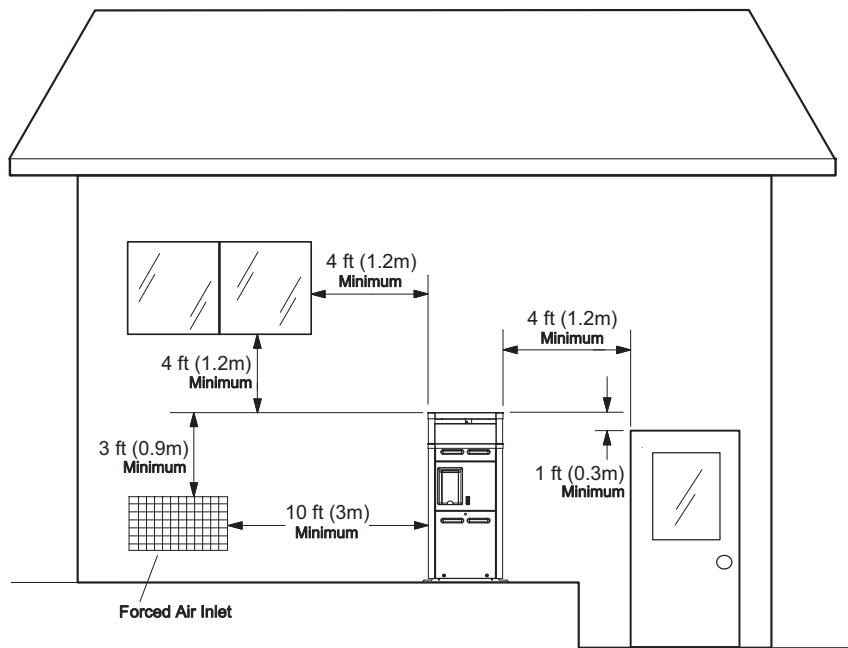 4 ft (1.2m)
Minimum
4 ft (1.2m)
Minimum
4 ft (1.2m)
Minimum
3 ft (0.9m)
Minimum
1 ft (0.3m)
Minimum
10 ft (3m)
Minimum
Forced Air Inlet